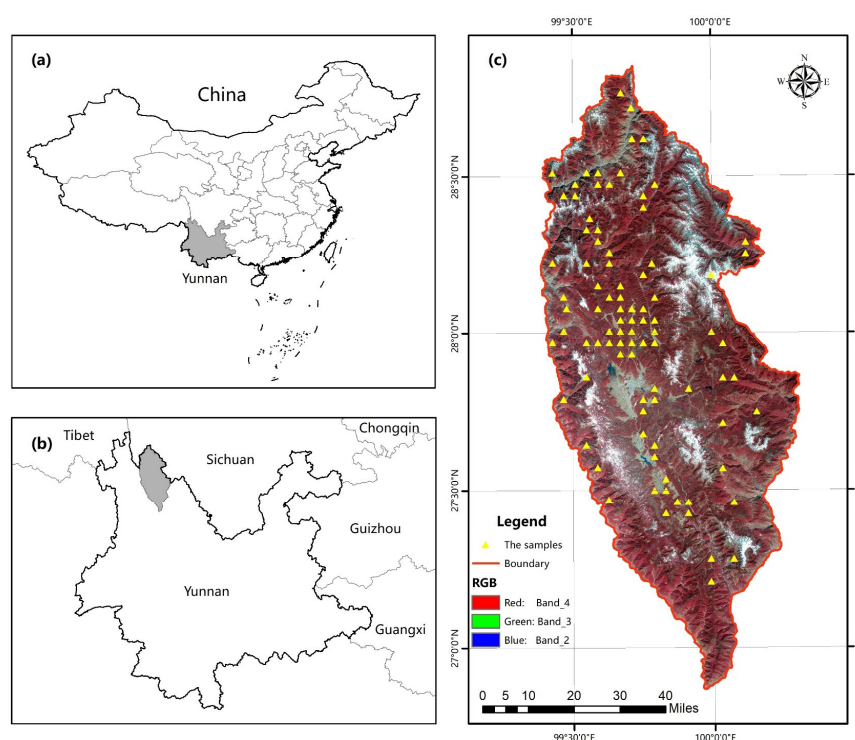 (a)
China
Yunnan
(b)
Tibet
Sichuan
Chongqin
Guizhou
Yunnan
Guangxi
99°30'0"E
100°0'0"E
(c)
N
W
E
S
28°30'0"N
28°0'0"N
27°30'0"N
27°0'0"N
Legend
The samples
Boundary
RGB
Red: Band_4
Green: Band_3
Blue: Band_2
0 5 10 20 30 40 Miles
99°30'0"E
100°0'0"E